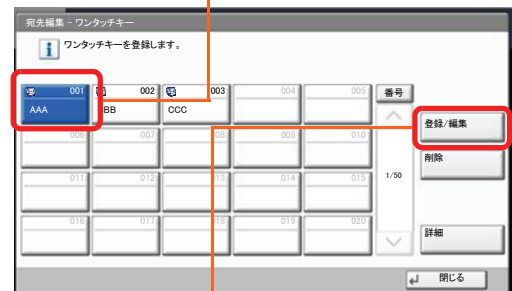 宛先編集 - ワンタッチキー
ワンタッチキーを登録します。
001 002 003 004 005 番号
AAA BBB CCC
登録/編集
006 007 008 009 010
削除
011 012 013 014 015 1/50
016 017 018 019 020
詳細
閉じる